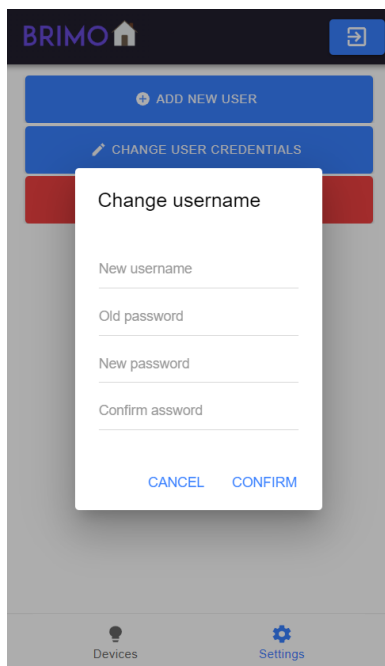 BRIMO
ADD NEW USER
CHANGE USER CREDENTIALS
Change username
New username
Old password
New password
Confirm assword
CANCEL CONFIRM
Devices Settings